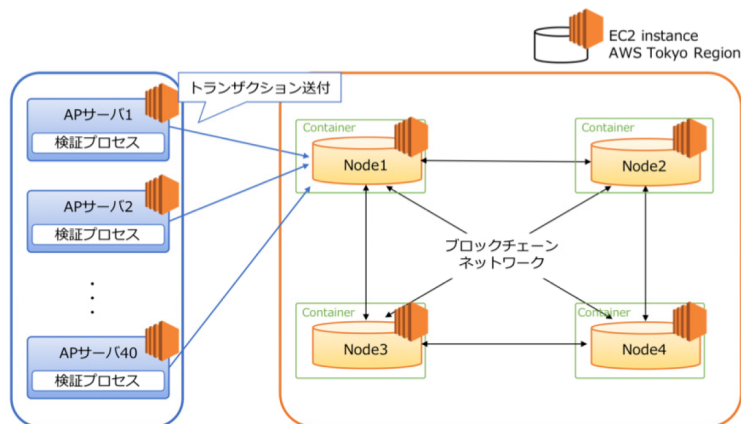 EC2 instance
AWS Tokyo Region
トランザクション送付
APサーバ1
検証プロセス
APサーバ2
検証プロセス
・
・
・
APサーバ40
検証プロセス
Container
Node1
Container
Node2
ブロックチェーン
ネットワーク
Container
Node3
Container
Node4